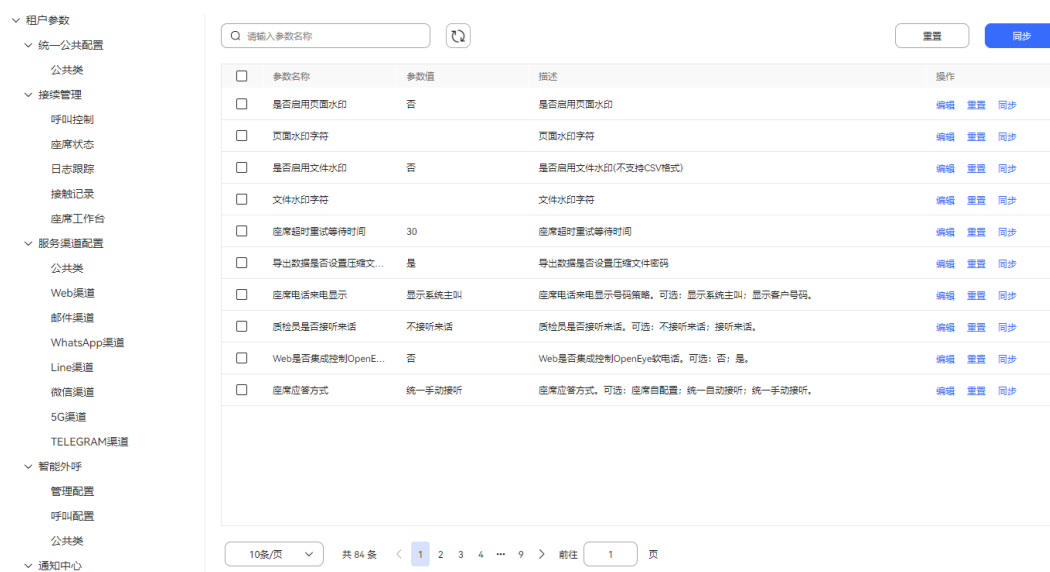 租户参数
统一公共配置
公共类
接续管理
呼叫控制
座席状态
日志跟踪
接触记录
座席工作台
服务渠道配置
公共类
Web渠道
邮件渠道
WhatsApp渠道
Line渠道
微信渠道
5G渠道
TELEGRAM渠道
智能外呼
管理配置
呼叫配置
公共类
通知中心
请输入参数名称 重置 同步
参数名称 参数值 描述 操作
是否启用页面水印 否 是否启用页面水印 编辑 重置 同步
页面水印字符 页面水印字符 编辑 重置 同步
是否启用文件水印 否 是否启用文件水印(不支持CSV格式) 编辑 重置 同步
文件水印字符 文件水印字符 编辑 重置 同步
座席超时重试等待时间 30 座席超时重试等待时间 编辑 重置 同步
导出数据是否设置压缩文... 是 导出数据是否设置压缩文件密码 编辑 重置 同步
座席电话来电显示 显示系统主叫 座席电话来电显示号码策略。可选：显示系统主叫；显示客户号码。 编辑 重置 同步
质检员是否接听来话 不接听来话 质检员是否接听来话。可选：不接听来话；接听来话。 编辑 重置 同步
Web是否集成控制OpenE... 否 Web是否集成控制OpenEye软电话。可选：否；是。 编辑 重置 同步
座席应答方式 统一手动接听 座席应答方式。可选：座席自配置；统一自动接听；统一手动接听。 编辑 重置 同步
10条/页 共 84 条 1 2 3 4 ··· 9 前往 1 页